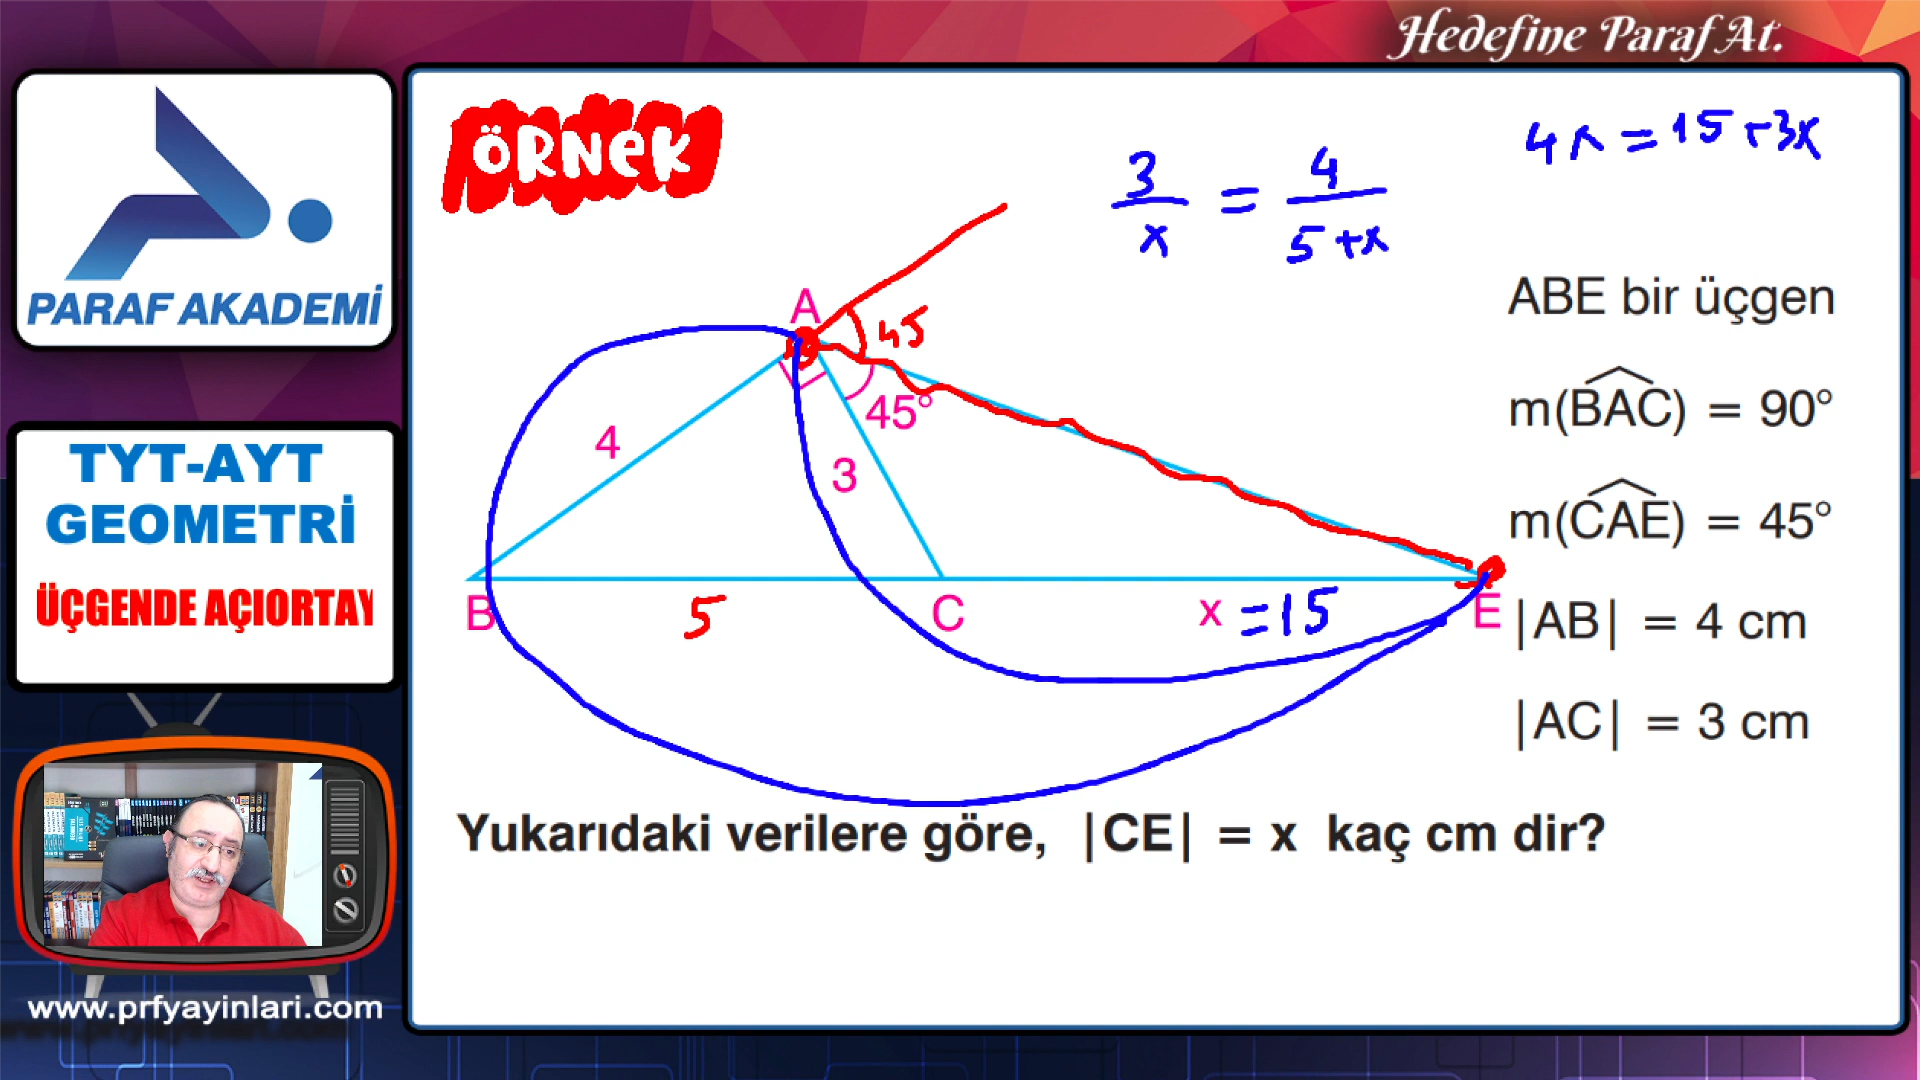 Hedefine Paraf At.
PARAF AKADEMİ
TYT-AYT
GEOMETRİ
ÜÇGENDE AÇIORTAY
www.prfyayinlari.com
ÖRNEK
3/x = 4/5+x
4x = 15+3x
A
45
45°
4
3
B
5
C
x = 15
E
ABE bir üçgen
m(BAC) = 90°
m(CAE) = 45°
|AB| = 4 cm
|AC| = 3 cm
Yukarıdaki verilere göre, |CE| = x kaç cm dir?